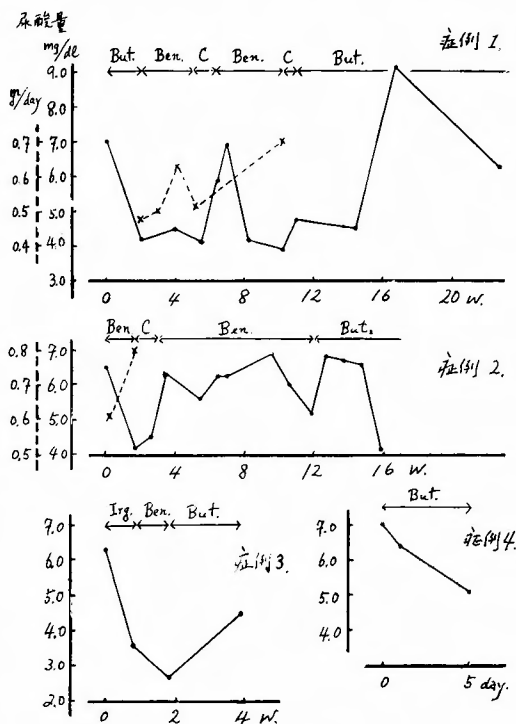 尿酸量
mg/dl
But. Ben. C Ben. C But.
症例 1.
9.0
8.0
7.0
6.0
5.0
4.0
3.0
g/day
0.7
0.6
0.5
0.4
0 4 8 12 16 20 W.
Ben. C Ben. But.
症例 2.
0.8 7.0
0.7 6.0
0.6 5.0
0.5 4.0
0 4 8 12 16 W.
Irg. Ben. But.
症例 3.
7.0
6.0
5.0
4.0
3.0
2.0
0 2 4 W.
But.
症例 4.
7.0
6.0
5.0
4.0
0 5 day.